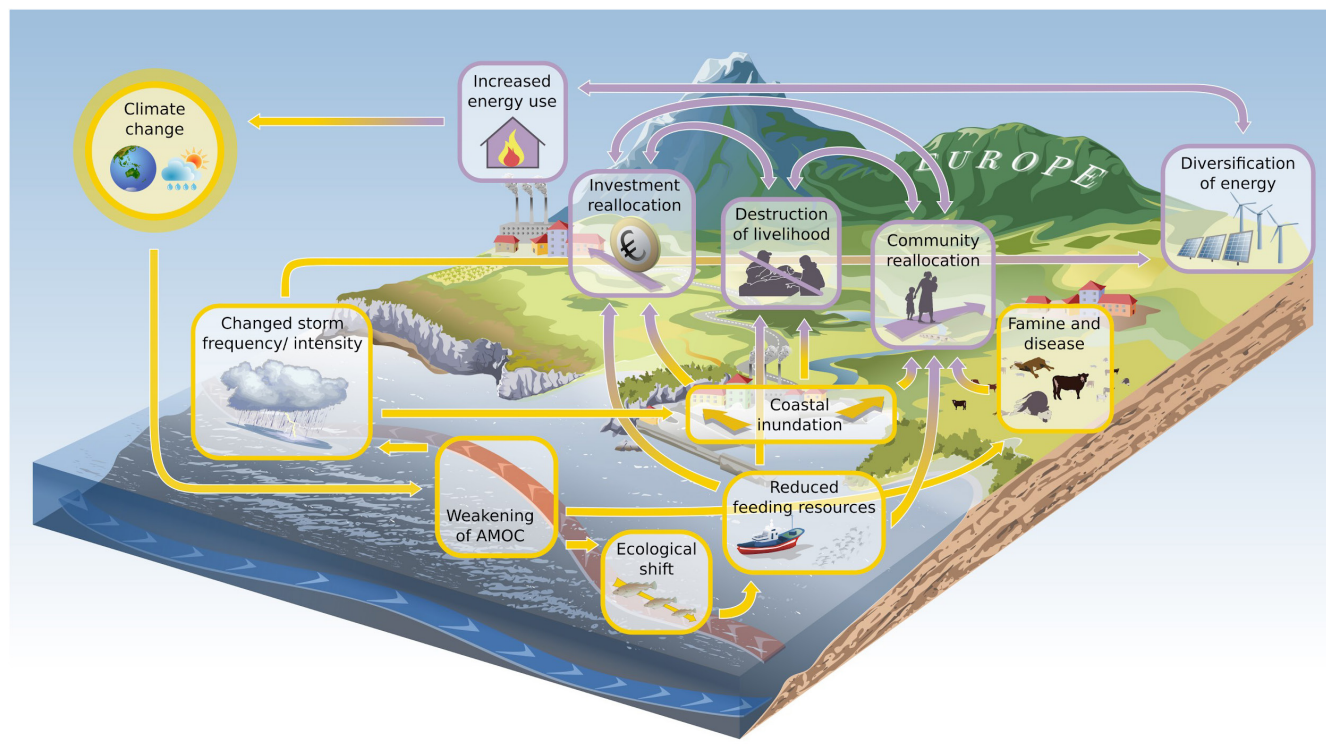 Climate
change
Increased
energy use
EUROPE
Diversification
of energy
Investment
reallocation
€
Destruction
of livelihood
Community
reallocation
Changed storm
frequency/ intensity
Famine and
disease
Coastal
inundation
Weakening
of AMOC
Reduced
feeding resources
Ecological
shift